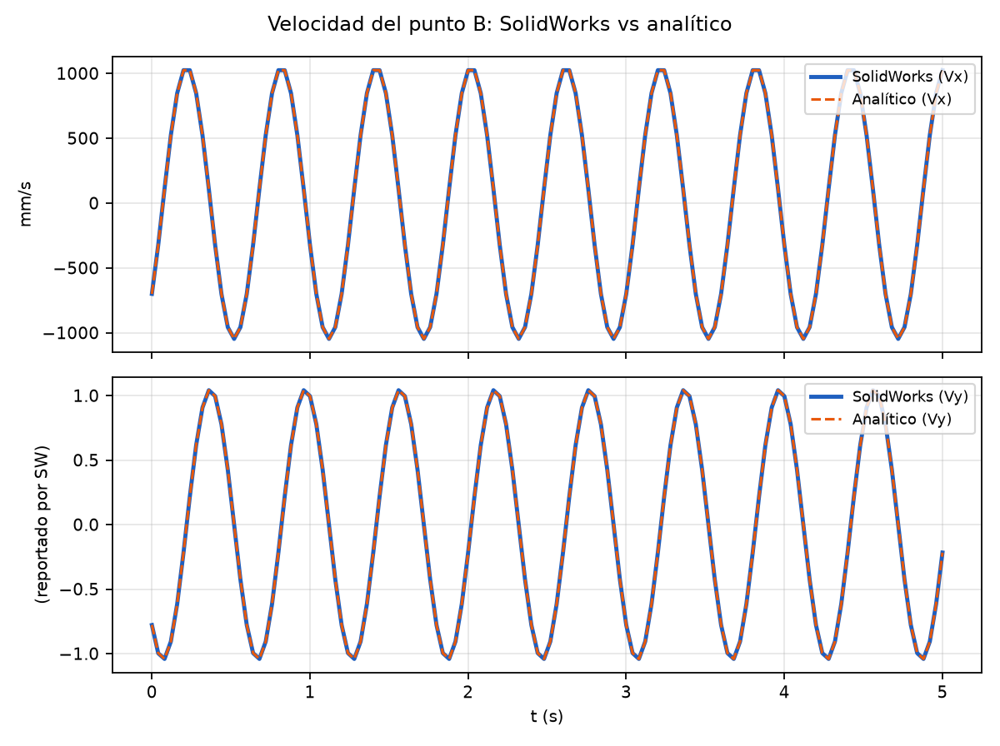 Velocidad del punto B: SolidWorks vs analítico
1000
500
0
−500
−1000
mm/s
SolidWorks (Vx)
Analítico (Vx)
1.0
0.5
0.0
−0.5
−1.0
(reportado por SW)
SolidWorks (Vy)
Analítico (Vy)
0 1 2 3 4 5
t (s)